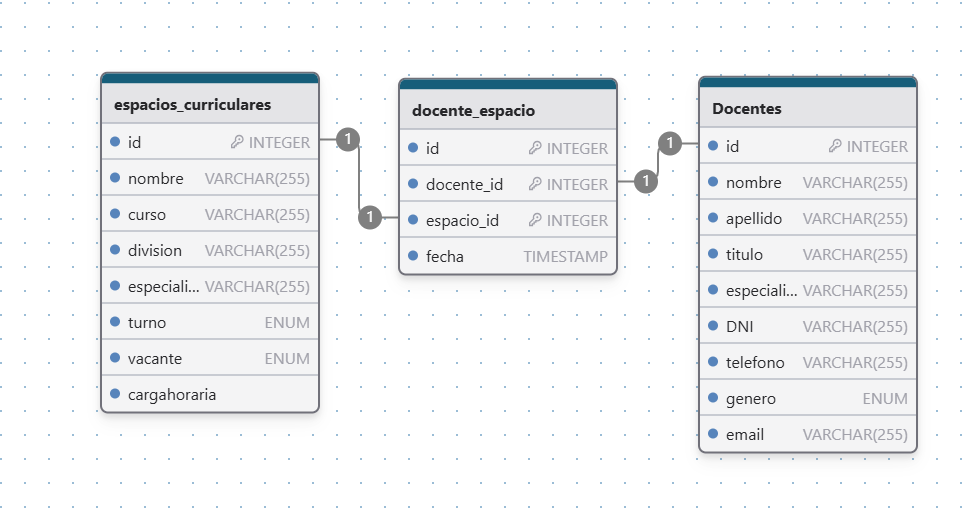 espacios_curriculares
id INTEGER
nombre VARCHAR(255)
curso VARCHAR(255)
division VARCHAR(255)
especiali... VARCHAR(255)
turno ENUM
vacante ENUM
cargahoraria
1
1
docente_espacio
id INTEGER
docente_id INTEGER
espacio_id INTEGER
fecha TIMESTAMP
1
1
Docentes
id INTEGER
nombre VARCHAR(255)
apellido VARCHAR(255)
titulo VARCHAR(255)
especiali... VARCHAR(255)
DNI VARCHAR(255)
telefono VARCHAR(255)
genero ENUM
email VARCHAR(255)